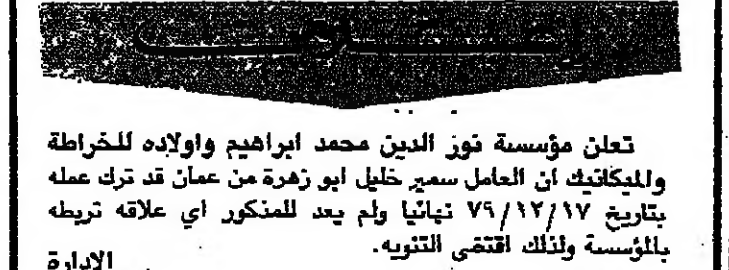 تعلن مؤسسة نور الدين محمد ابراهيم واولاده للخراطة
والميكانيك ان العامل سمير خليل ابو زهرة من عمان قد ترك عمله
بتاريخ ٧٩/١٢/١٧ نهائيا ولم يعد للمذكور اي علاقه تربطه
بالمؤسسة ولذلك اقتضى التنويه.
الادارة